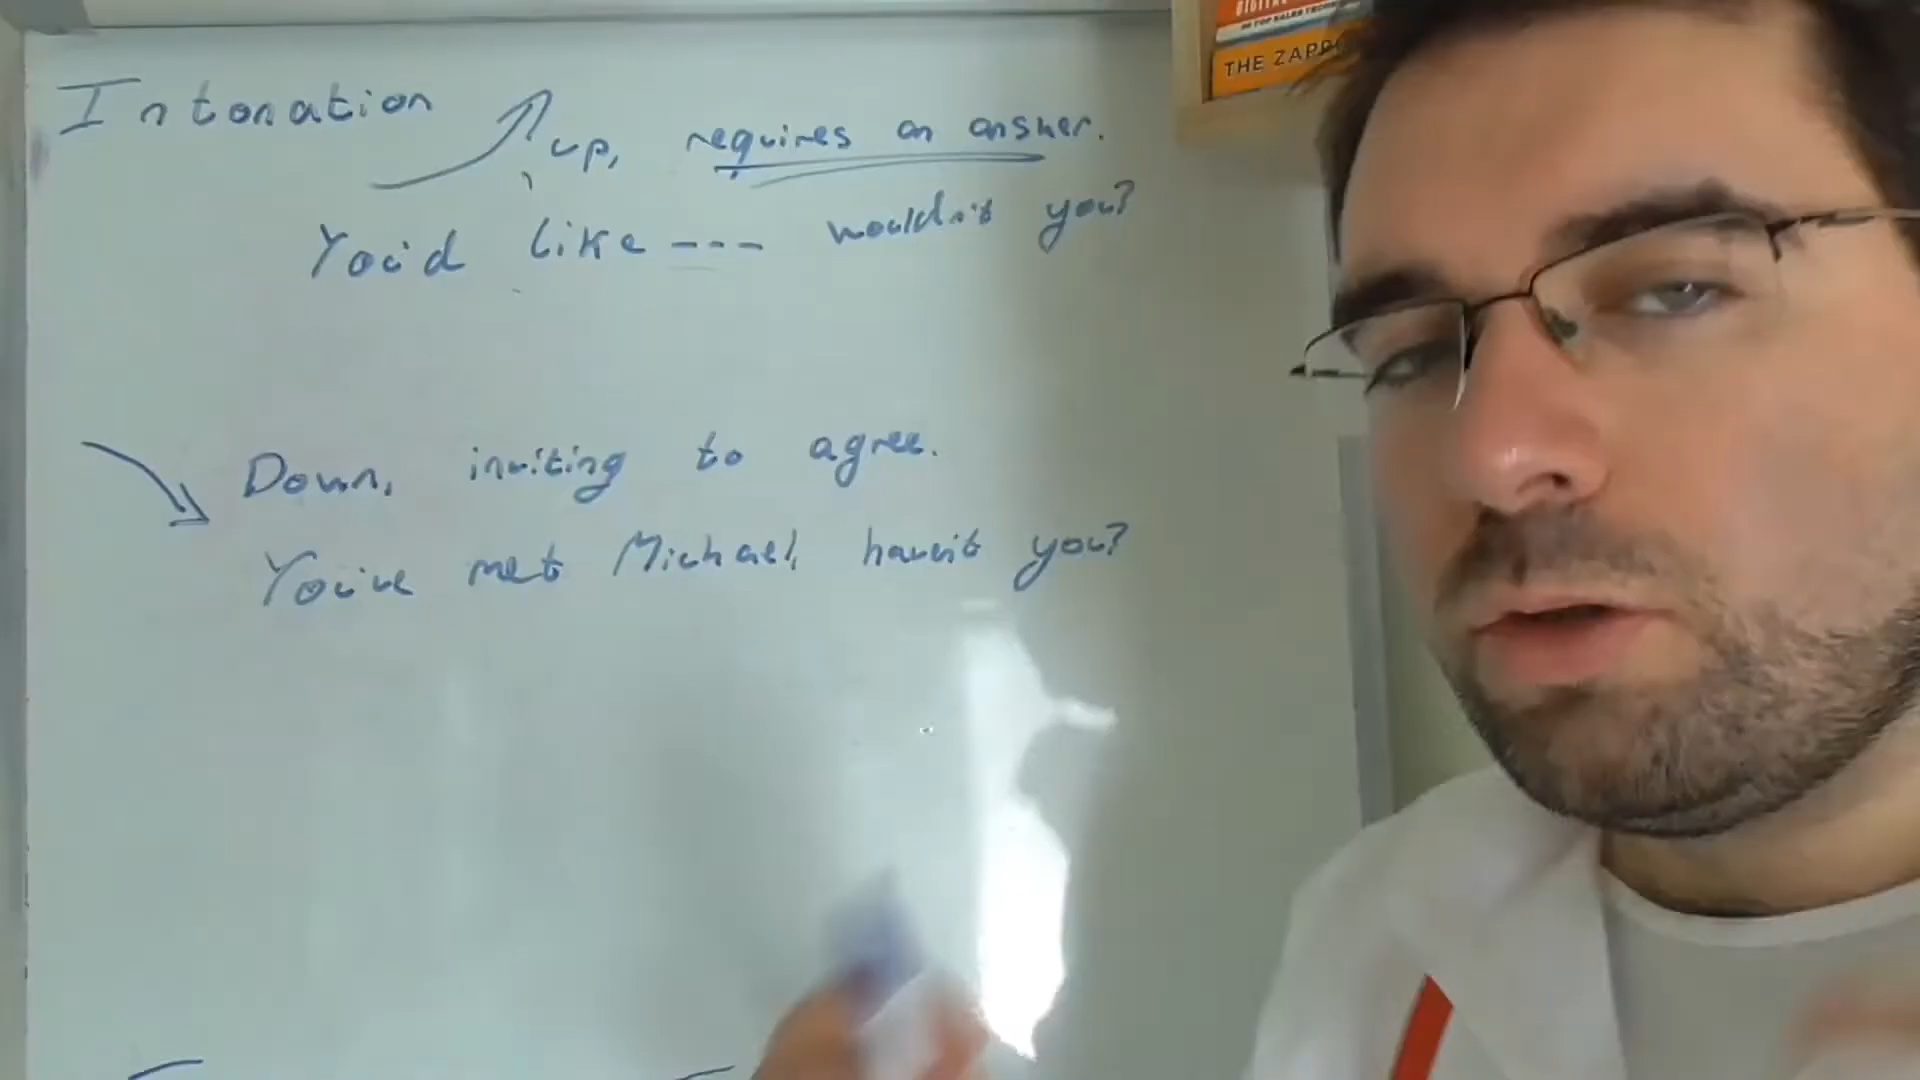 Intonation
up, requires an answer.
You'd like --- wouldn't you?
Down, inviting to agree.
You've met Michael, haven't you?
THE ZAPPO